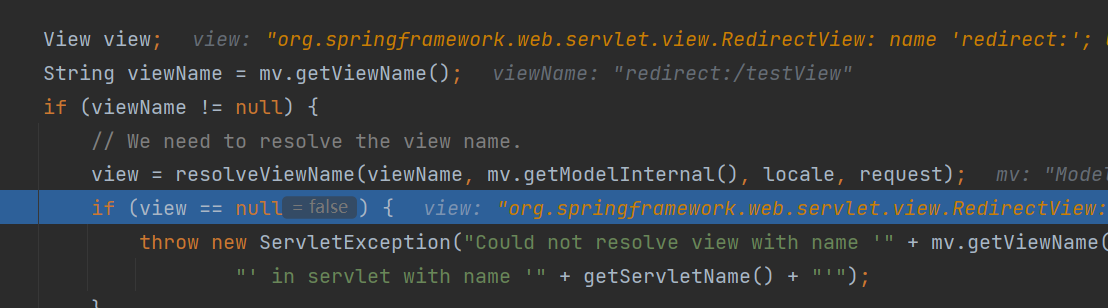 View view;  view: "org.springframework.web.servlet.view.RedirectView: name 'redirect:';
String viewName = mv.getViewName();  viewName: "redirect:/testView"
if (viewName != null) {
// We need to resolve the view name.
view = resolveViewName(viewName, mv.getModelInternal(), locale, request);  mv: "Model
if (view == null = false ) {  view: "org.springframework.web.servlet.view.RedirectView:
throw new ServletException("Could not resolve view with name '" + mv.getViewName(
"' in servlet with name '" + getServletName() + "'");
}